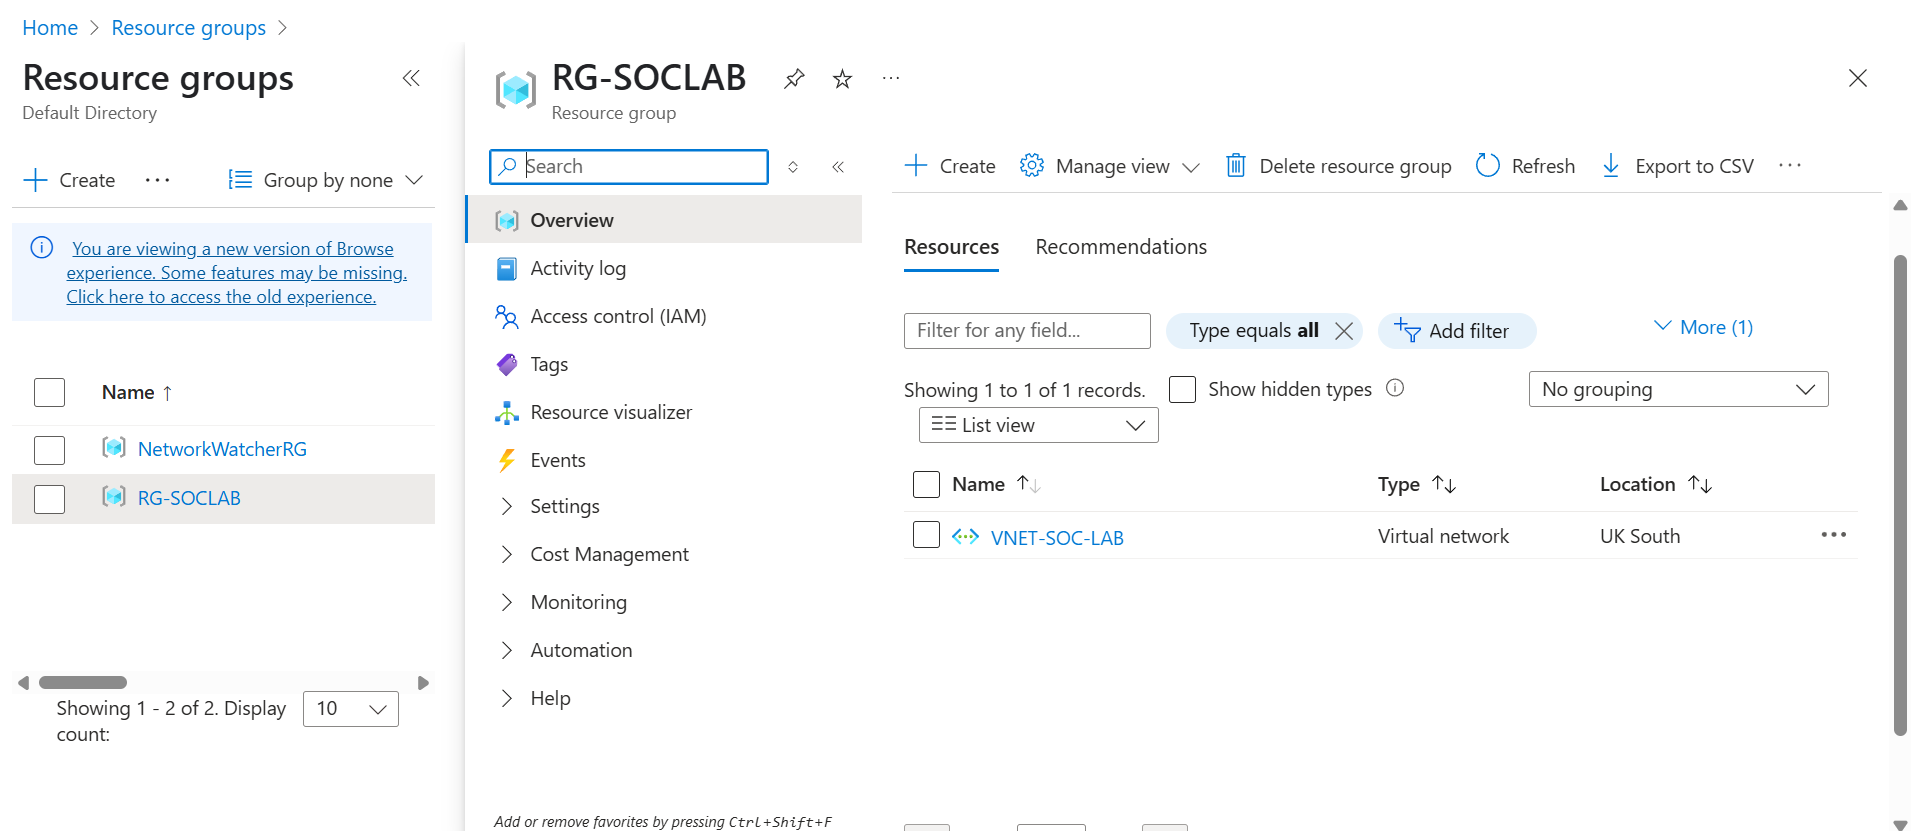 Home > Resource groups >
Resource groups
Default Directory
Create
Group by none
You are viewing a new version of Browse
experience. Some features may be missing.
Click here to access the old experience.
Name ↑
NetworkWatcherRG
RG-SOCLAB
Showing 1 - 2 of 2. Display
count:
10
RG-SOCLAB
Resource group
Search
Overview
Activity log
Access control (IAM)
Tags
Resource visualizer
Events
Settings
Cost Management
Monitoring
Automation
Help
Add or remove favorites by pressing Ctrl+Shift+F
Create
Manage view
Delete resource group
Refresh
Export to CSV
Resources
Recommendations
Filter for any field...
Type equals all
Add filter
More (1)
Showing 1 to 1 of 1 records.
Show hidden types
No grouping
List view
Name ↑↓ Type ↑↓ Location ↑↓
VNET-SOC-LAB Virtual network UK South